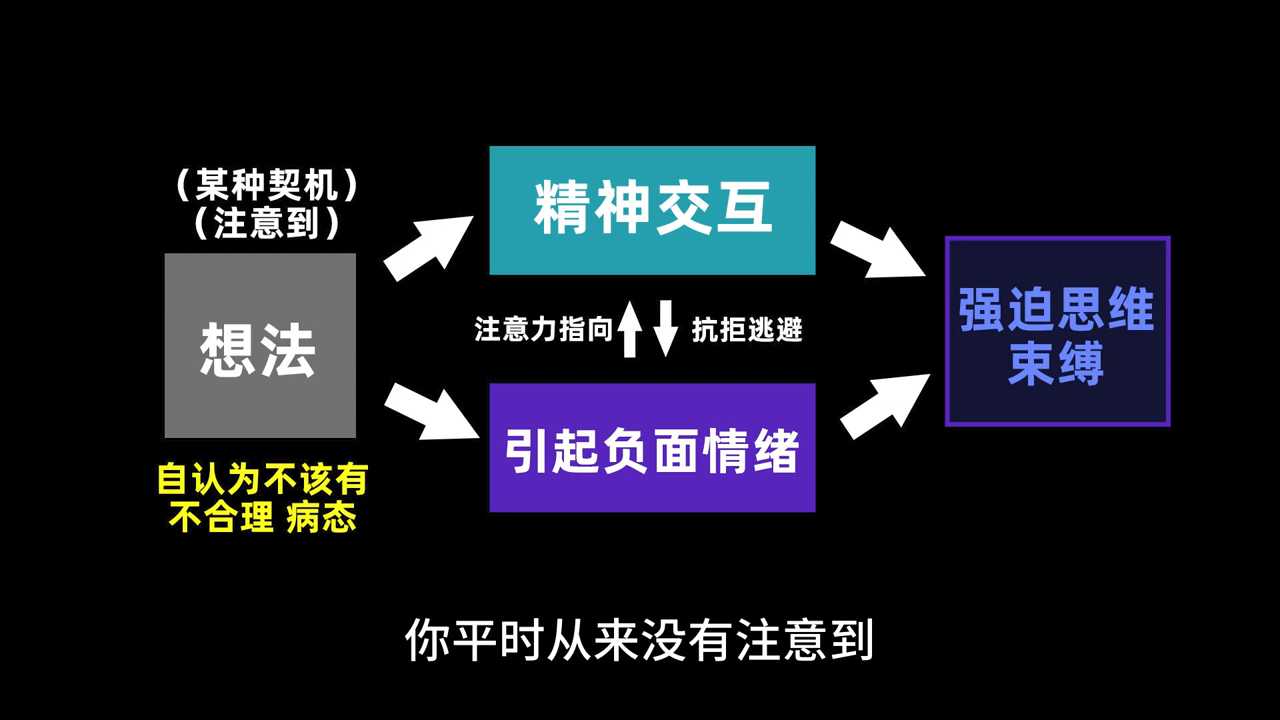 （某种契机）
（注意到）
想法
自认为不该有
不合理 病态
精神交互
注意力指向
抗拒逃避
引起负面情绪
强迫思维
束缚
你平时从来没有注意到